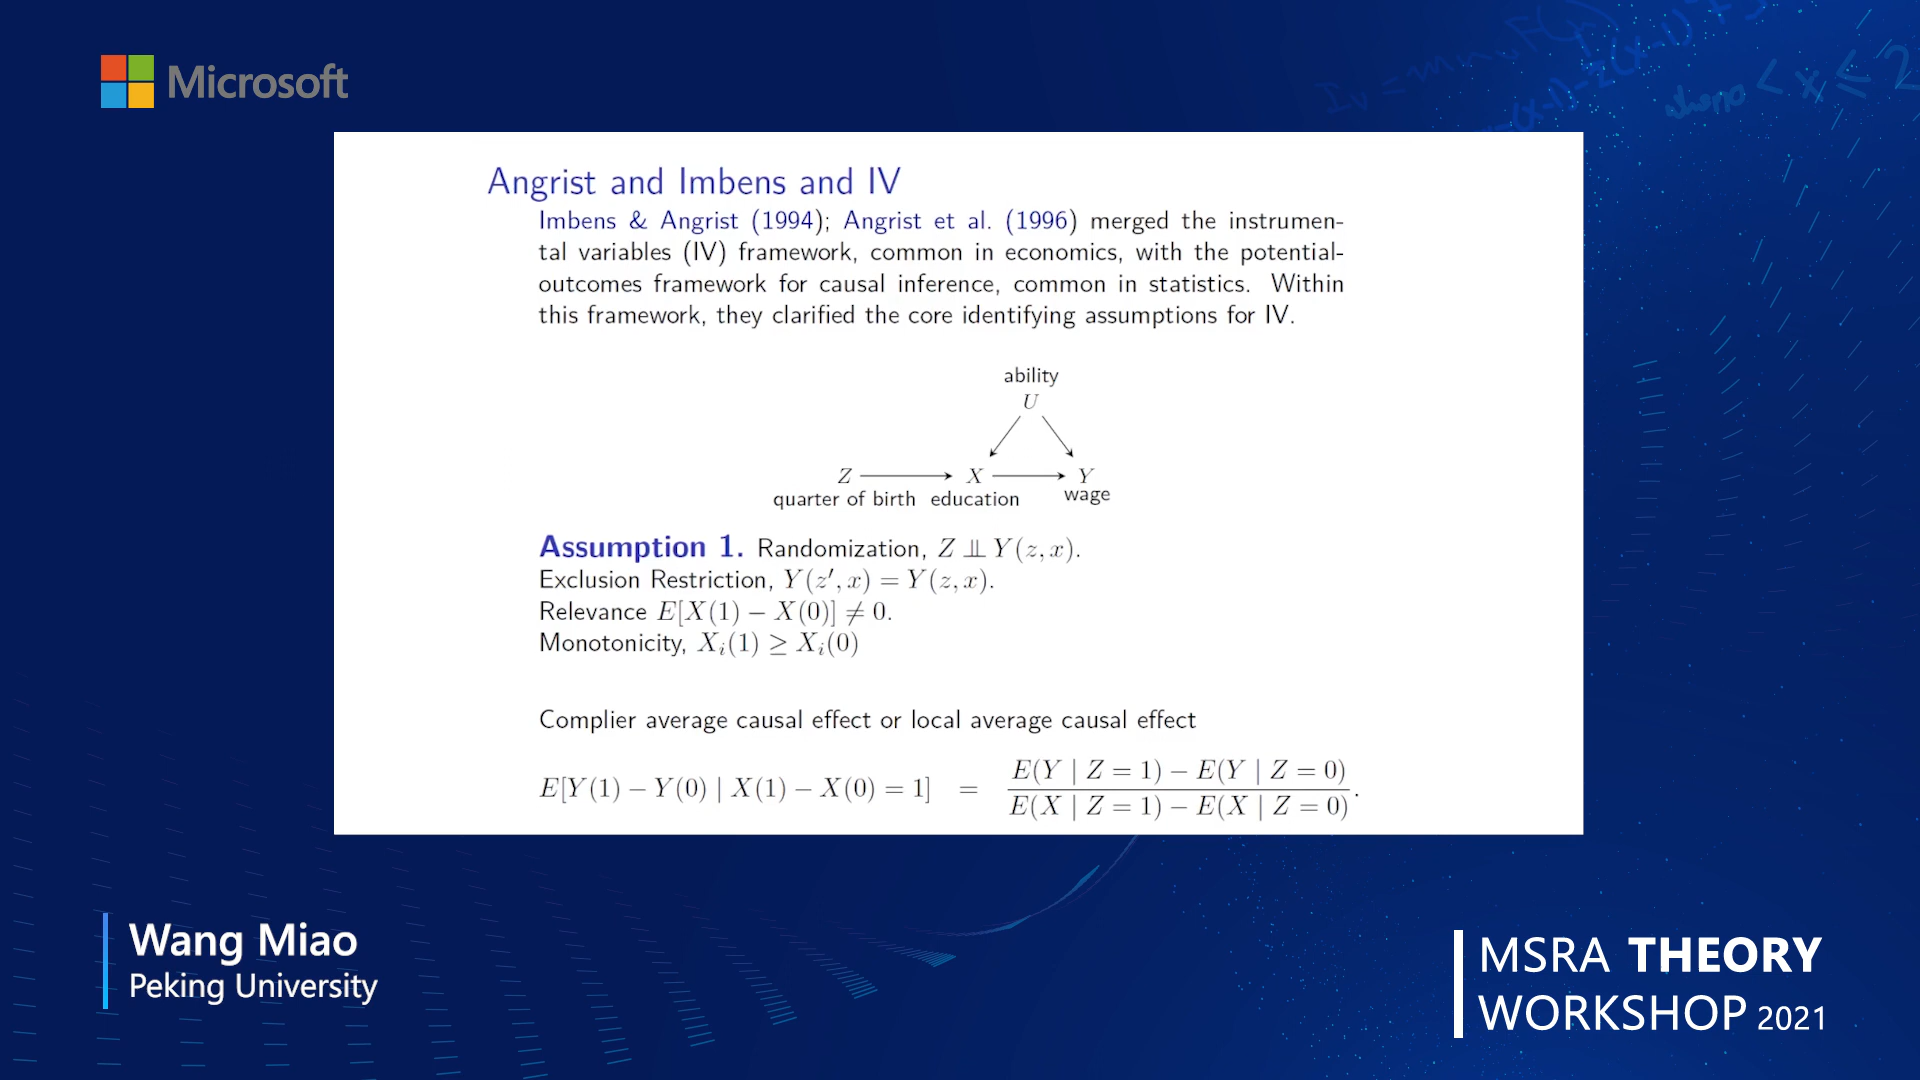 Microsoft
Angrist and Imbens and IV
Imbens & Angrist (1994); Angrist et al. (1996) merged the instrumen-
tal variables (IV) framework, common in economics, with the potential-
outcomes framework for causal inference, common in statistics. Within
this framework, they clarified the core identifying assumptions for IV.
ability
U
Z X Y
quarter of birth education wage
Assumption 1. Randomization, Z ⫫ Y(z, x).
Exclusion Restriction, Y(z′, x) = Y(z, x).
Relevance E[X(1) − X(0)] ≠ 0.
Monotonicity, Xᵢ(1) ≥ Xᵢ(0)
Complier average causal effect or local average causal effect
E[Y(1) − Y(0) | X(1) − X(0) = 1] = E(Y | Z = 1) − E(Y | Z = 0) / E(X | Z = 1) − E(X | Z = 0).
Wang Miao
Peking University
MSRA THEORY
WORKSHOP 2021